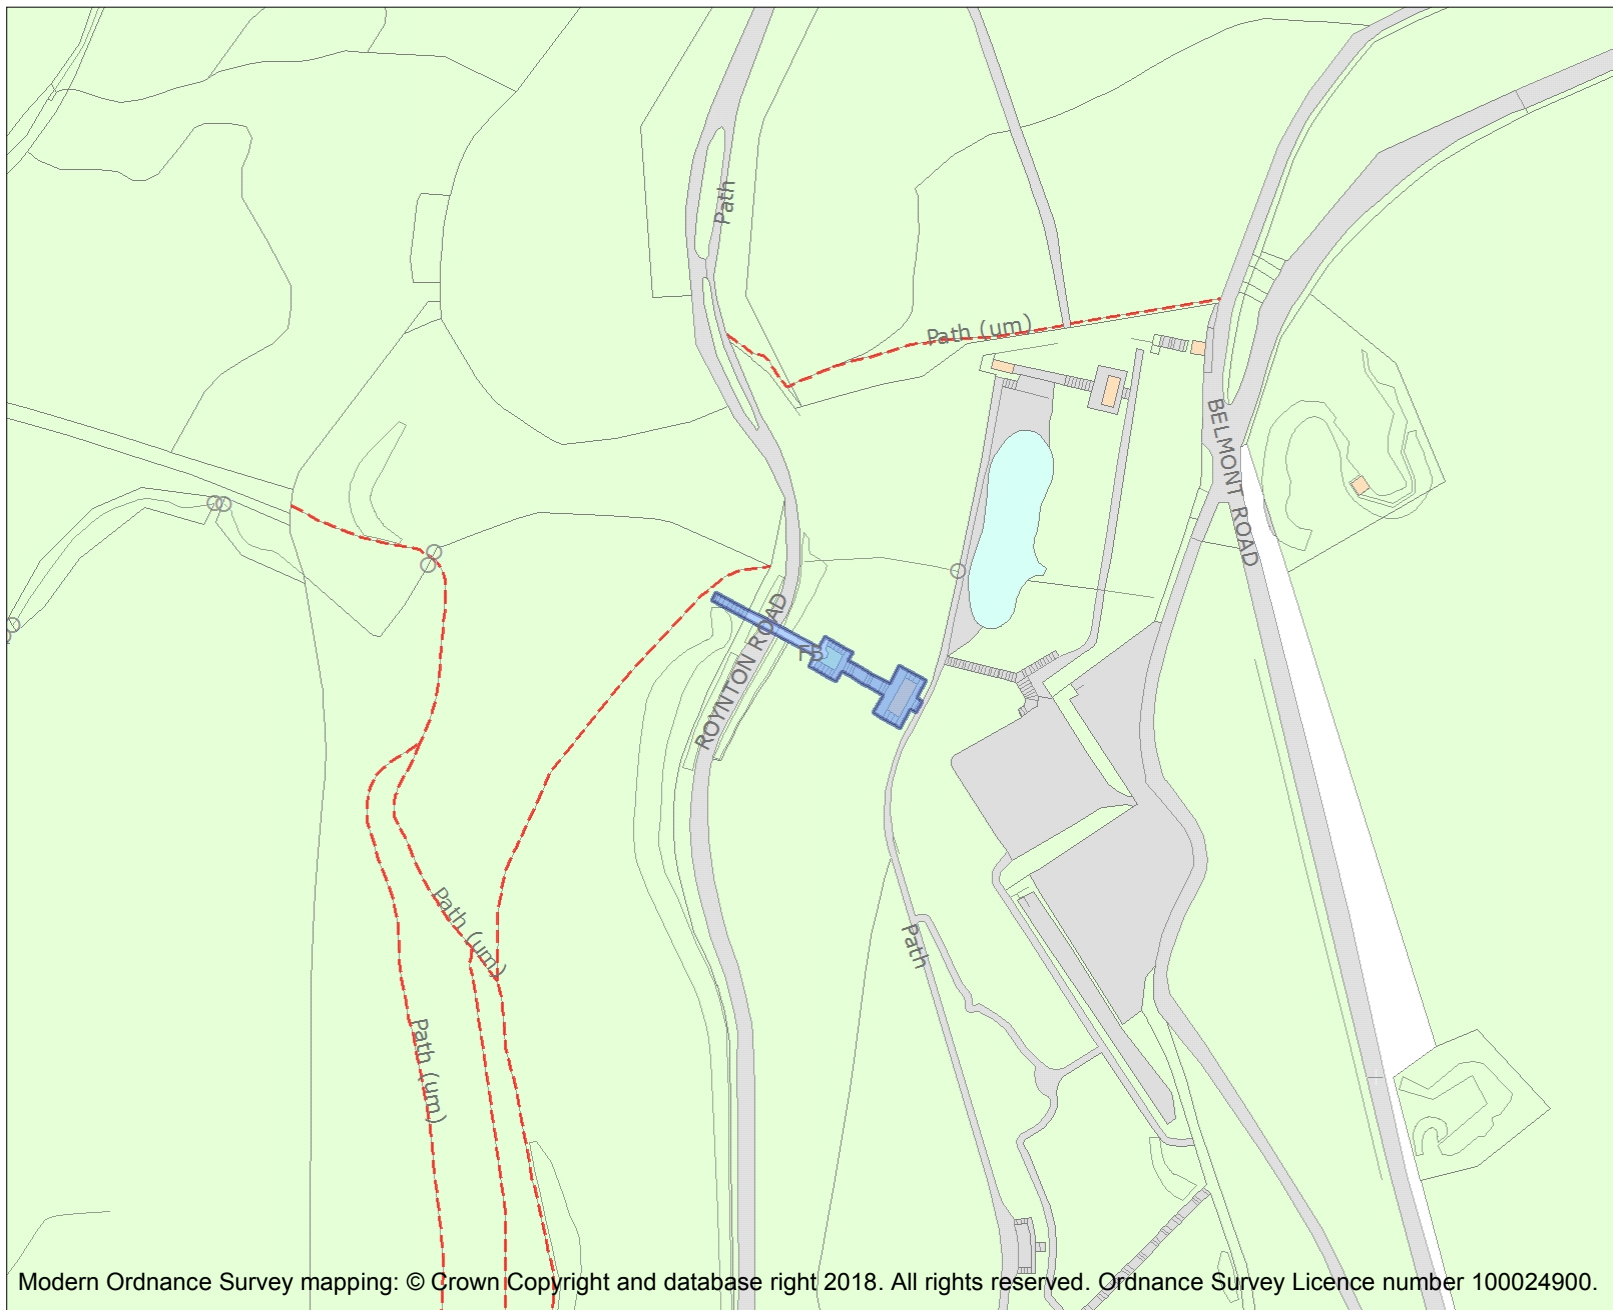 Path
Path (um)
BELMONT ROAD
ROYNTON ROAD
Path (um)
Path
Path (um)
Modern Ordnance Survey mapping: © Crown Copyright and database right 2018. All rights reserved. Ordnance Survey Licence number 100024900.